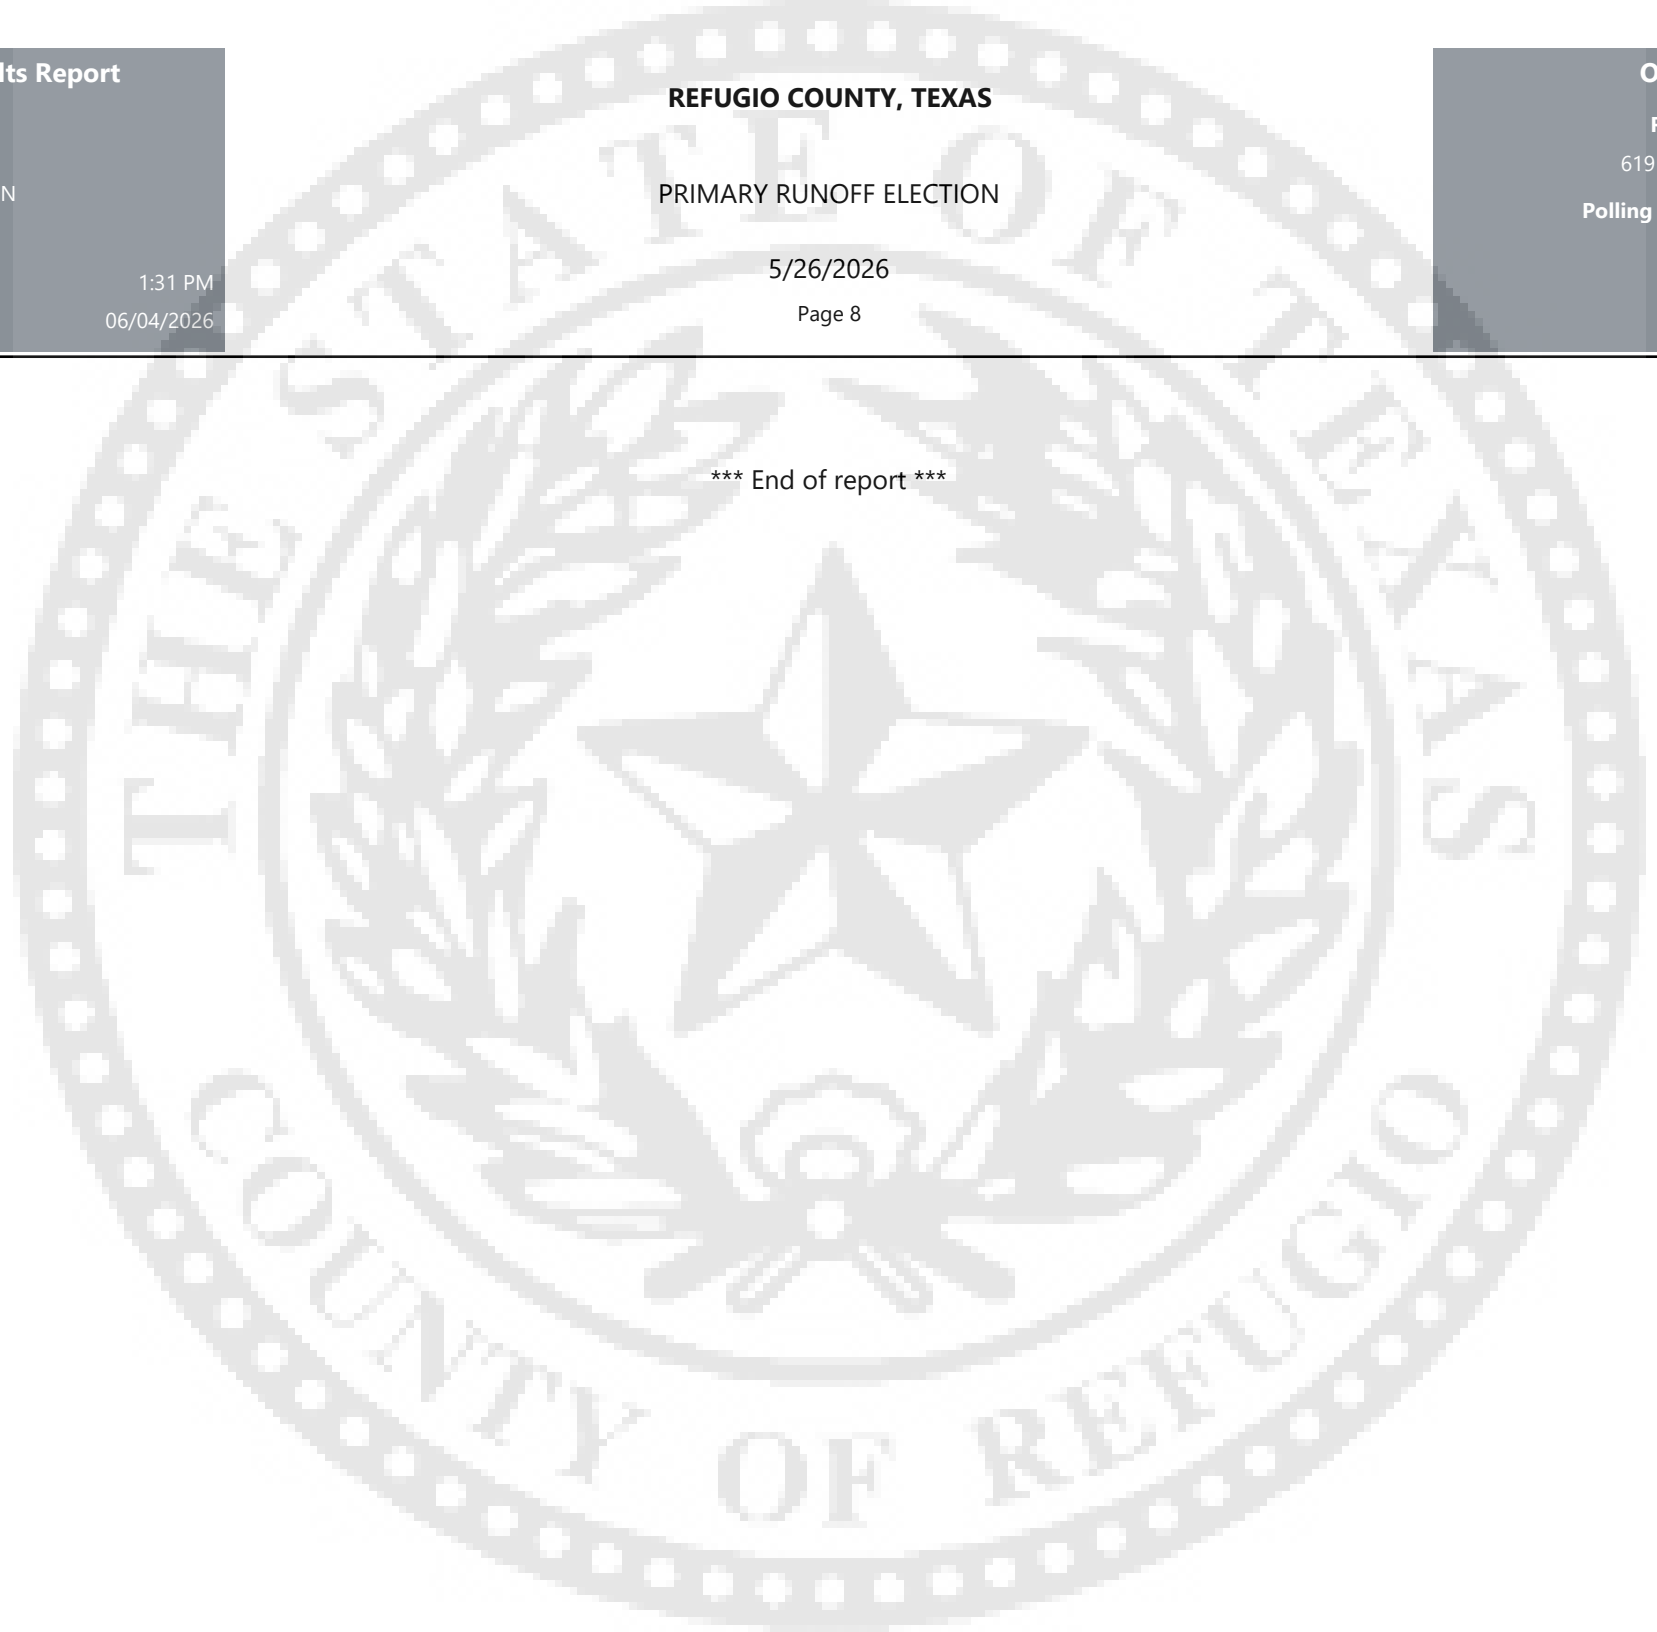 lts Report
N
1:31 PM
06/04/2026
REFUGIO COUNTY, TEXAS
PRIMARY RUNOFF ELECTION
5/26/2026
Page 8
619
Polling
*** End of report ***
THE STATE OF TEXAS
COUNTY OF REFUGIO